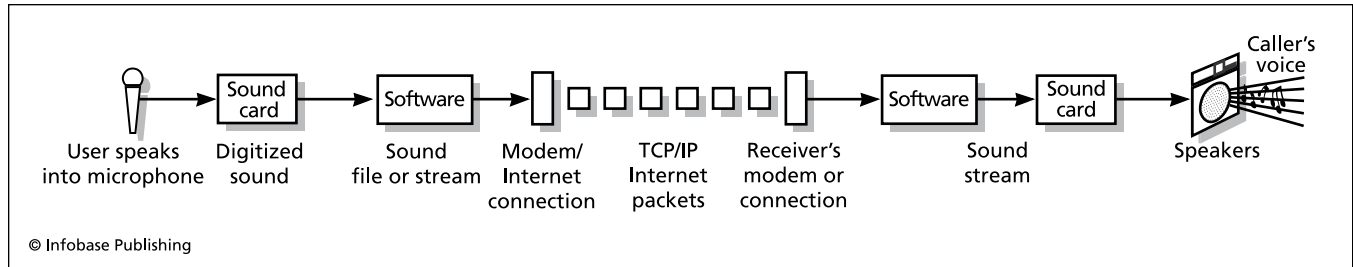 Caller's
voice
Sound
card
Software
Software
Sound
card
User speaks
into microphone
Digitized
sound
Sound
file or stream
Modem/
Internet
connection
TCP/IP
Internet
packets
Receiver's
modem or
connection
Sound
stream
Speakers
© Infobase Publishing